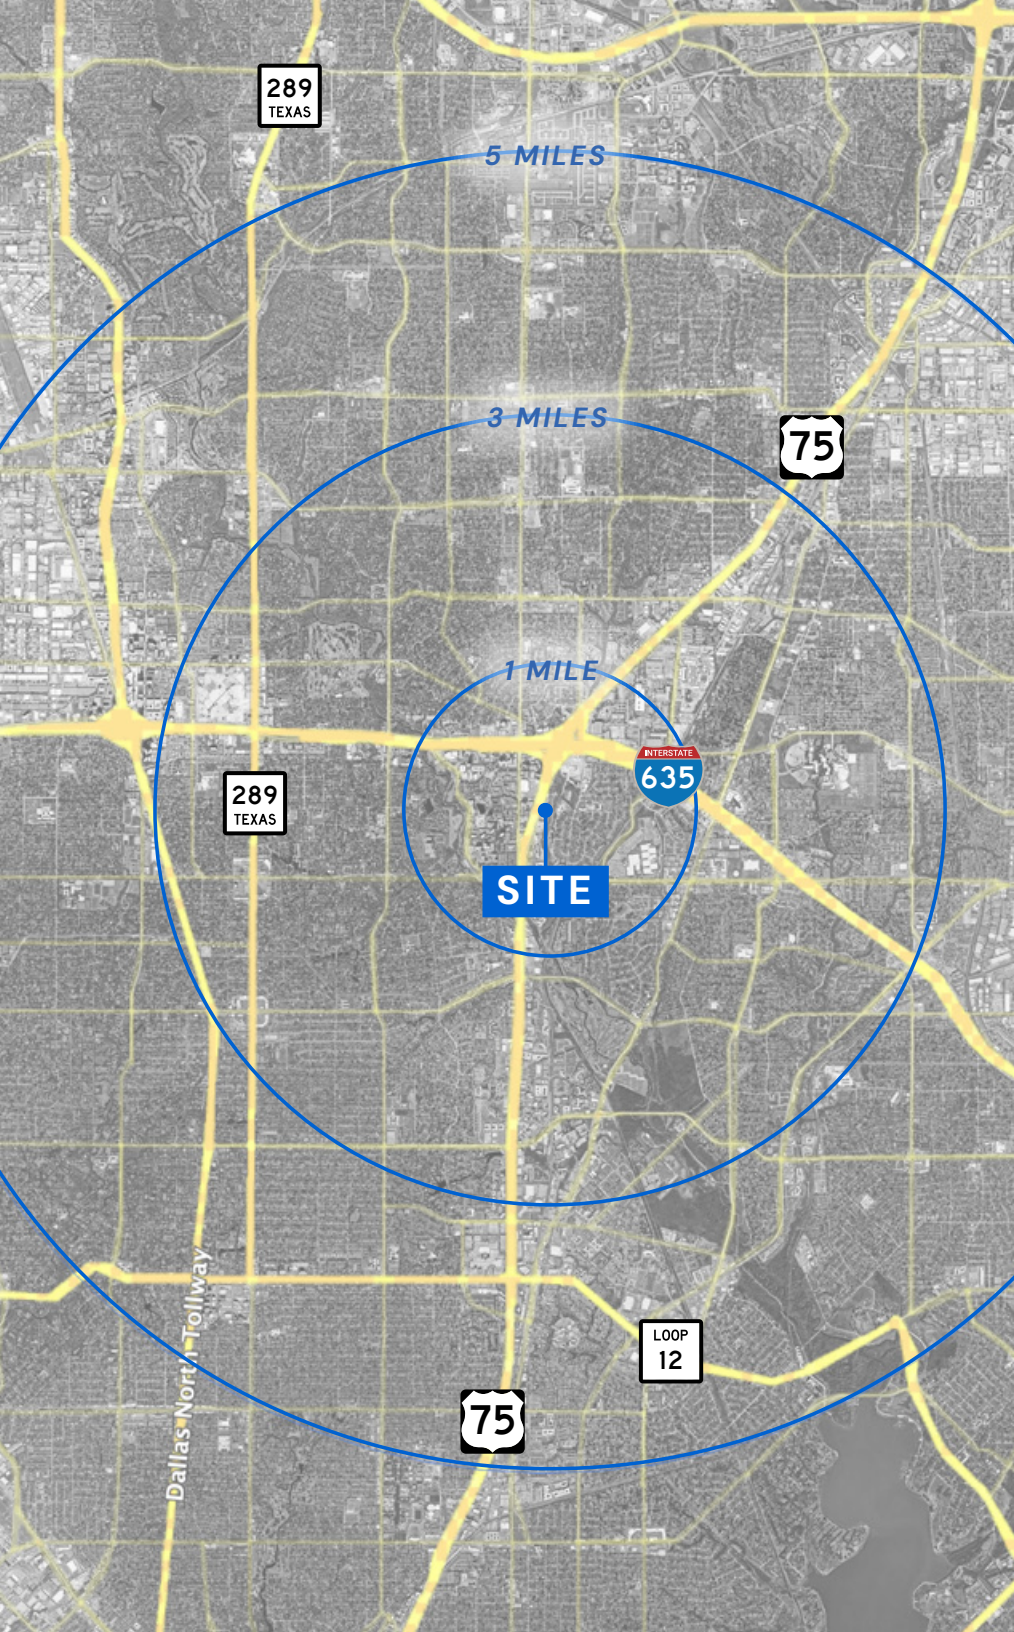 289
TEXAS
5 MILES
3 MILES
75
1 MILE
INTERSTATE
635
289
TEXAS
SITE
Dallas North Tollway
LOOP
12
75